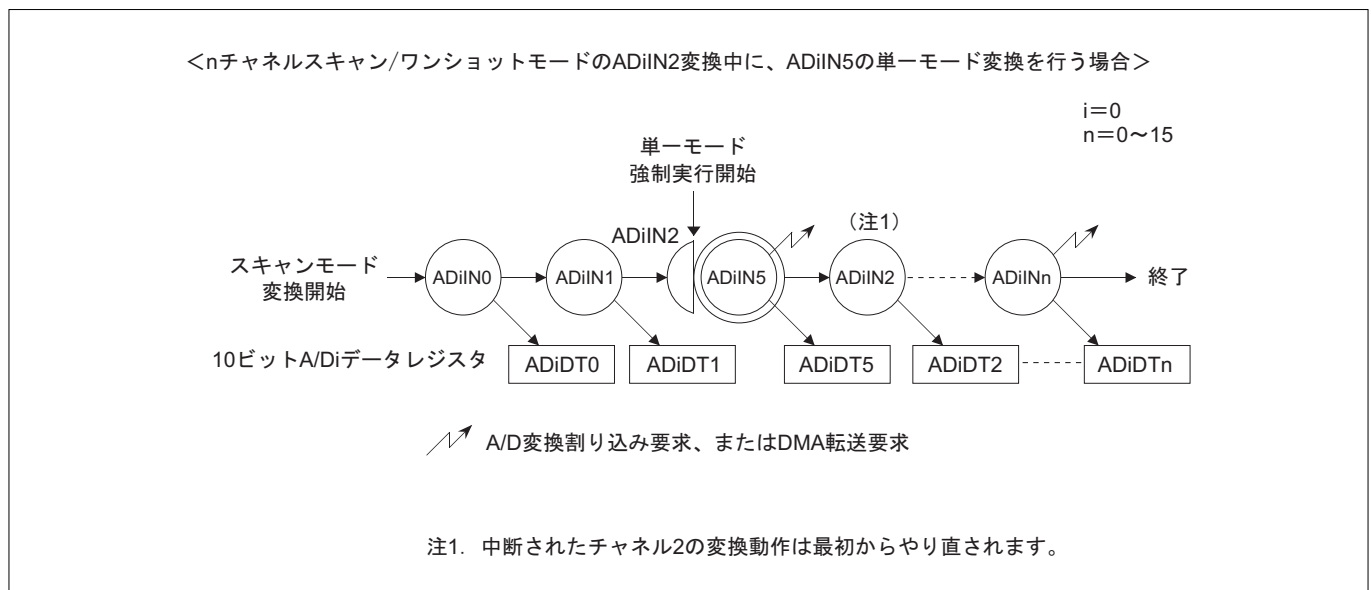 ＜nチャネルスキャン/ワンショットモードのADiIN2変換中に、ADiIN5の単一モード変換を行う場合＞
i＝0
n＝0～15
単一モード
強制実行開始
ADiIN2
（注1）
スキャンモード
変換開始
ADiIN0
ADiIN1
ADiIN5
ADiIN2
ADiINn
終了
10ビットA/Diデータレジスタ
ADiDT0
ADiDT1
ADiDT5
ADiDT2
ADiDTn
A/D変換割り込み要求、またはDMA転送要求
注1. 中断されたチャネル2の変換動作は最初からやり直されます。